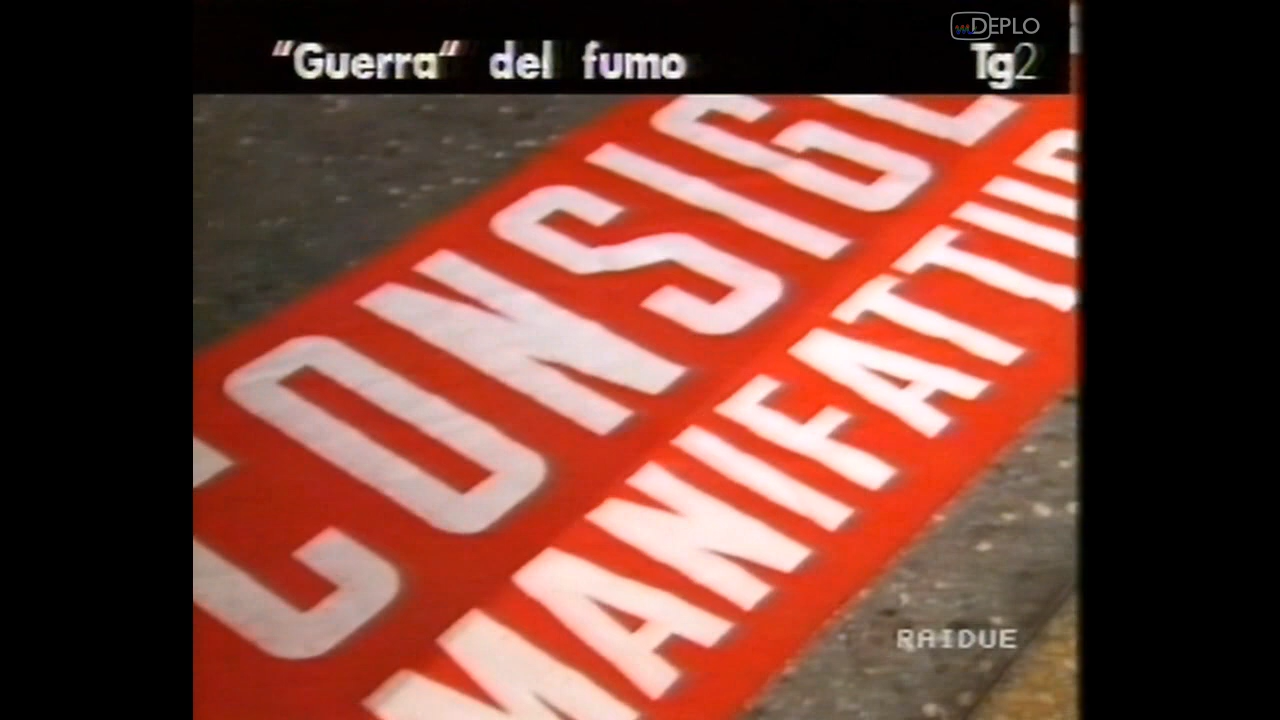 DEPLO
"Guerra" del fumo
Tg2
CONSIGL
MANIFATTUR
RAIDUE